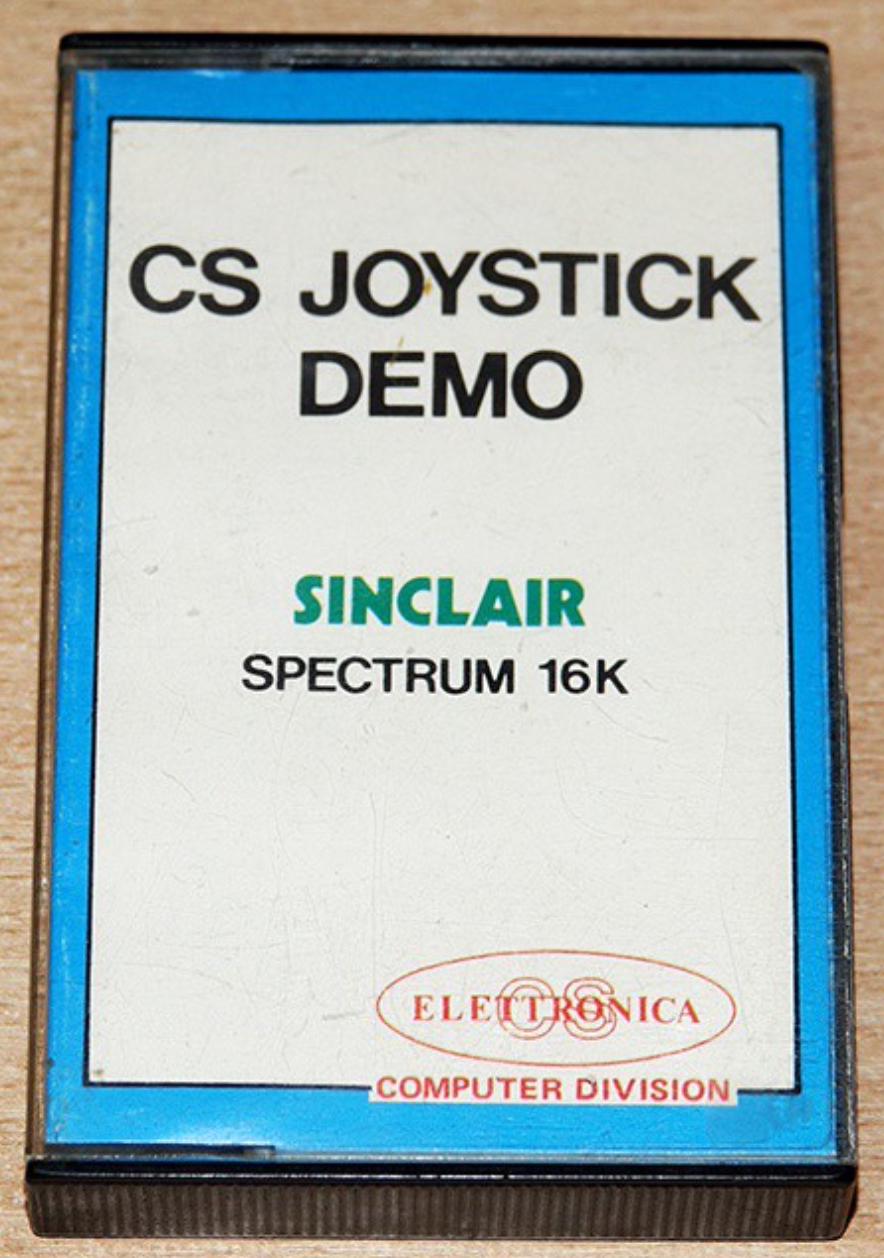 CS JOYSTICK
DEMO
SINCLAIR
SPECTRUM 16K
CS
ELETTRONICA
COMPUTER DIVISION